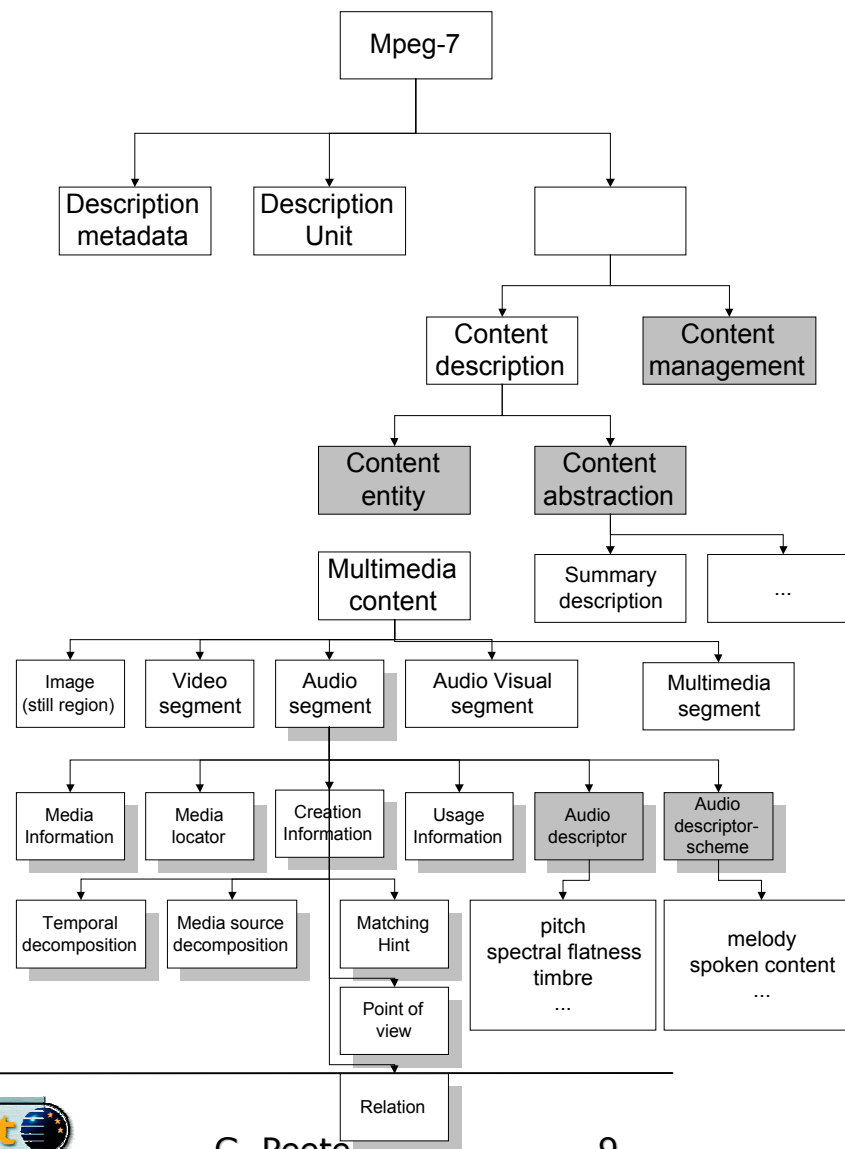 Mpeg-7
Description
metadata
Description
Unit
Content
description
Content
management
Content
entity
Content
abstraction
Multimedia
content
Summary
description
...
Image
(still region)
Video
segment
Audio
segment
Audio Visual
segment
Multimedia
segment
Media
Information
Media
locator
Creation
Information
Usage
Information
Audio
descriptor
Audio
descriptor-
scheme
Temporal
decomposition
Media source
decomposition
Matching
Hint
pitch
spectral flatness
timbre
...
melody
spoken content
...
Point of
view
Relation